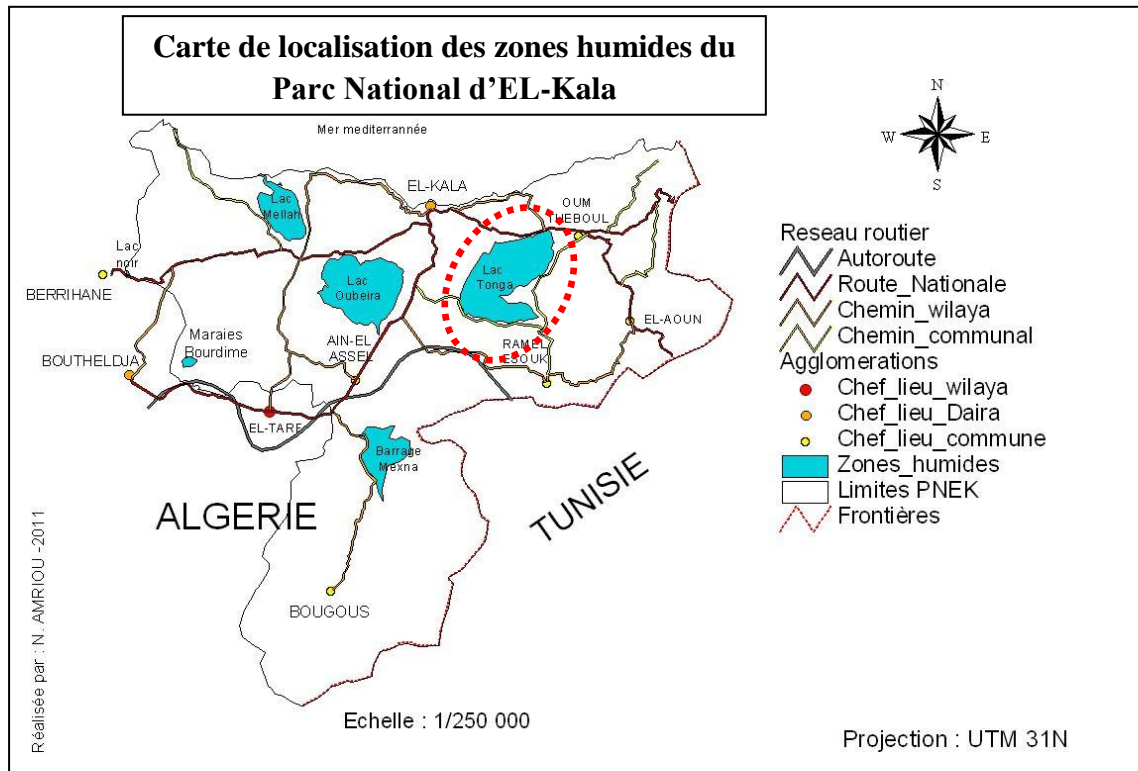 Carte de localisation des zones humides du
Parc National d’EL-Kala
Mer mediterrannée
N
W
E
S
EL-KALA
OUM
THEBOUL
Lac
Mellah
Lac
noir
BERRIHANE
Lac
Oubeira
Lac
Tonga
Maraies
Bourdime
AIN-EL
ASSEL
RAMEL
ESOUK
EL-AOUN
BOUTHELDJA
EL-TARF
Barrage
Mexna
ALGERIE
TUNISIE
BOUGOUS
Reseau routier
Autoroute
Route_Nationale
Chemin_wilaya
Chemin_communal
Agglomerations
Chef_lieu_wilaya
Chef_lieu_Daira
Chef_lieu_commune
Zones_humides
Limites PNEK
Frontières
Réalisée par : N. AMRIOU -2011
Echelle : 1/250 000
Projection : UTM 31N